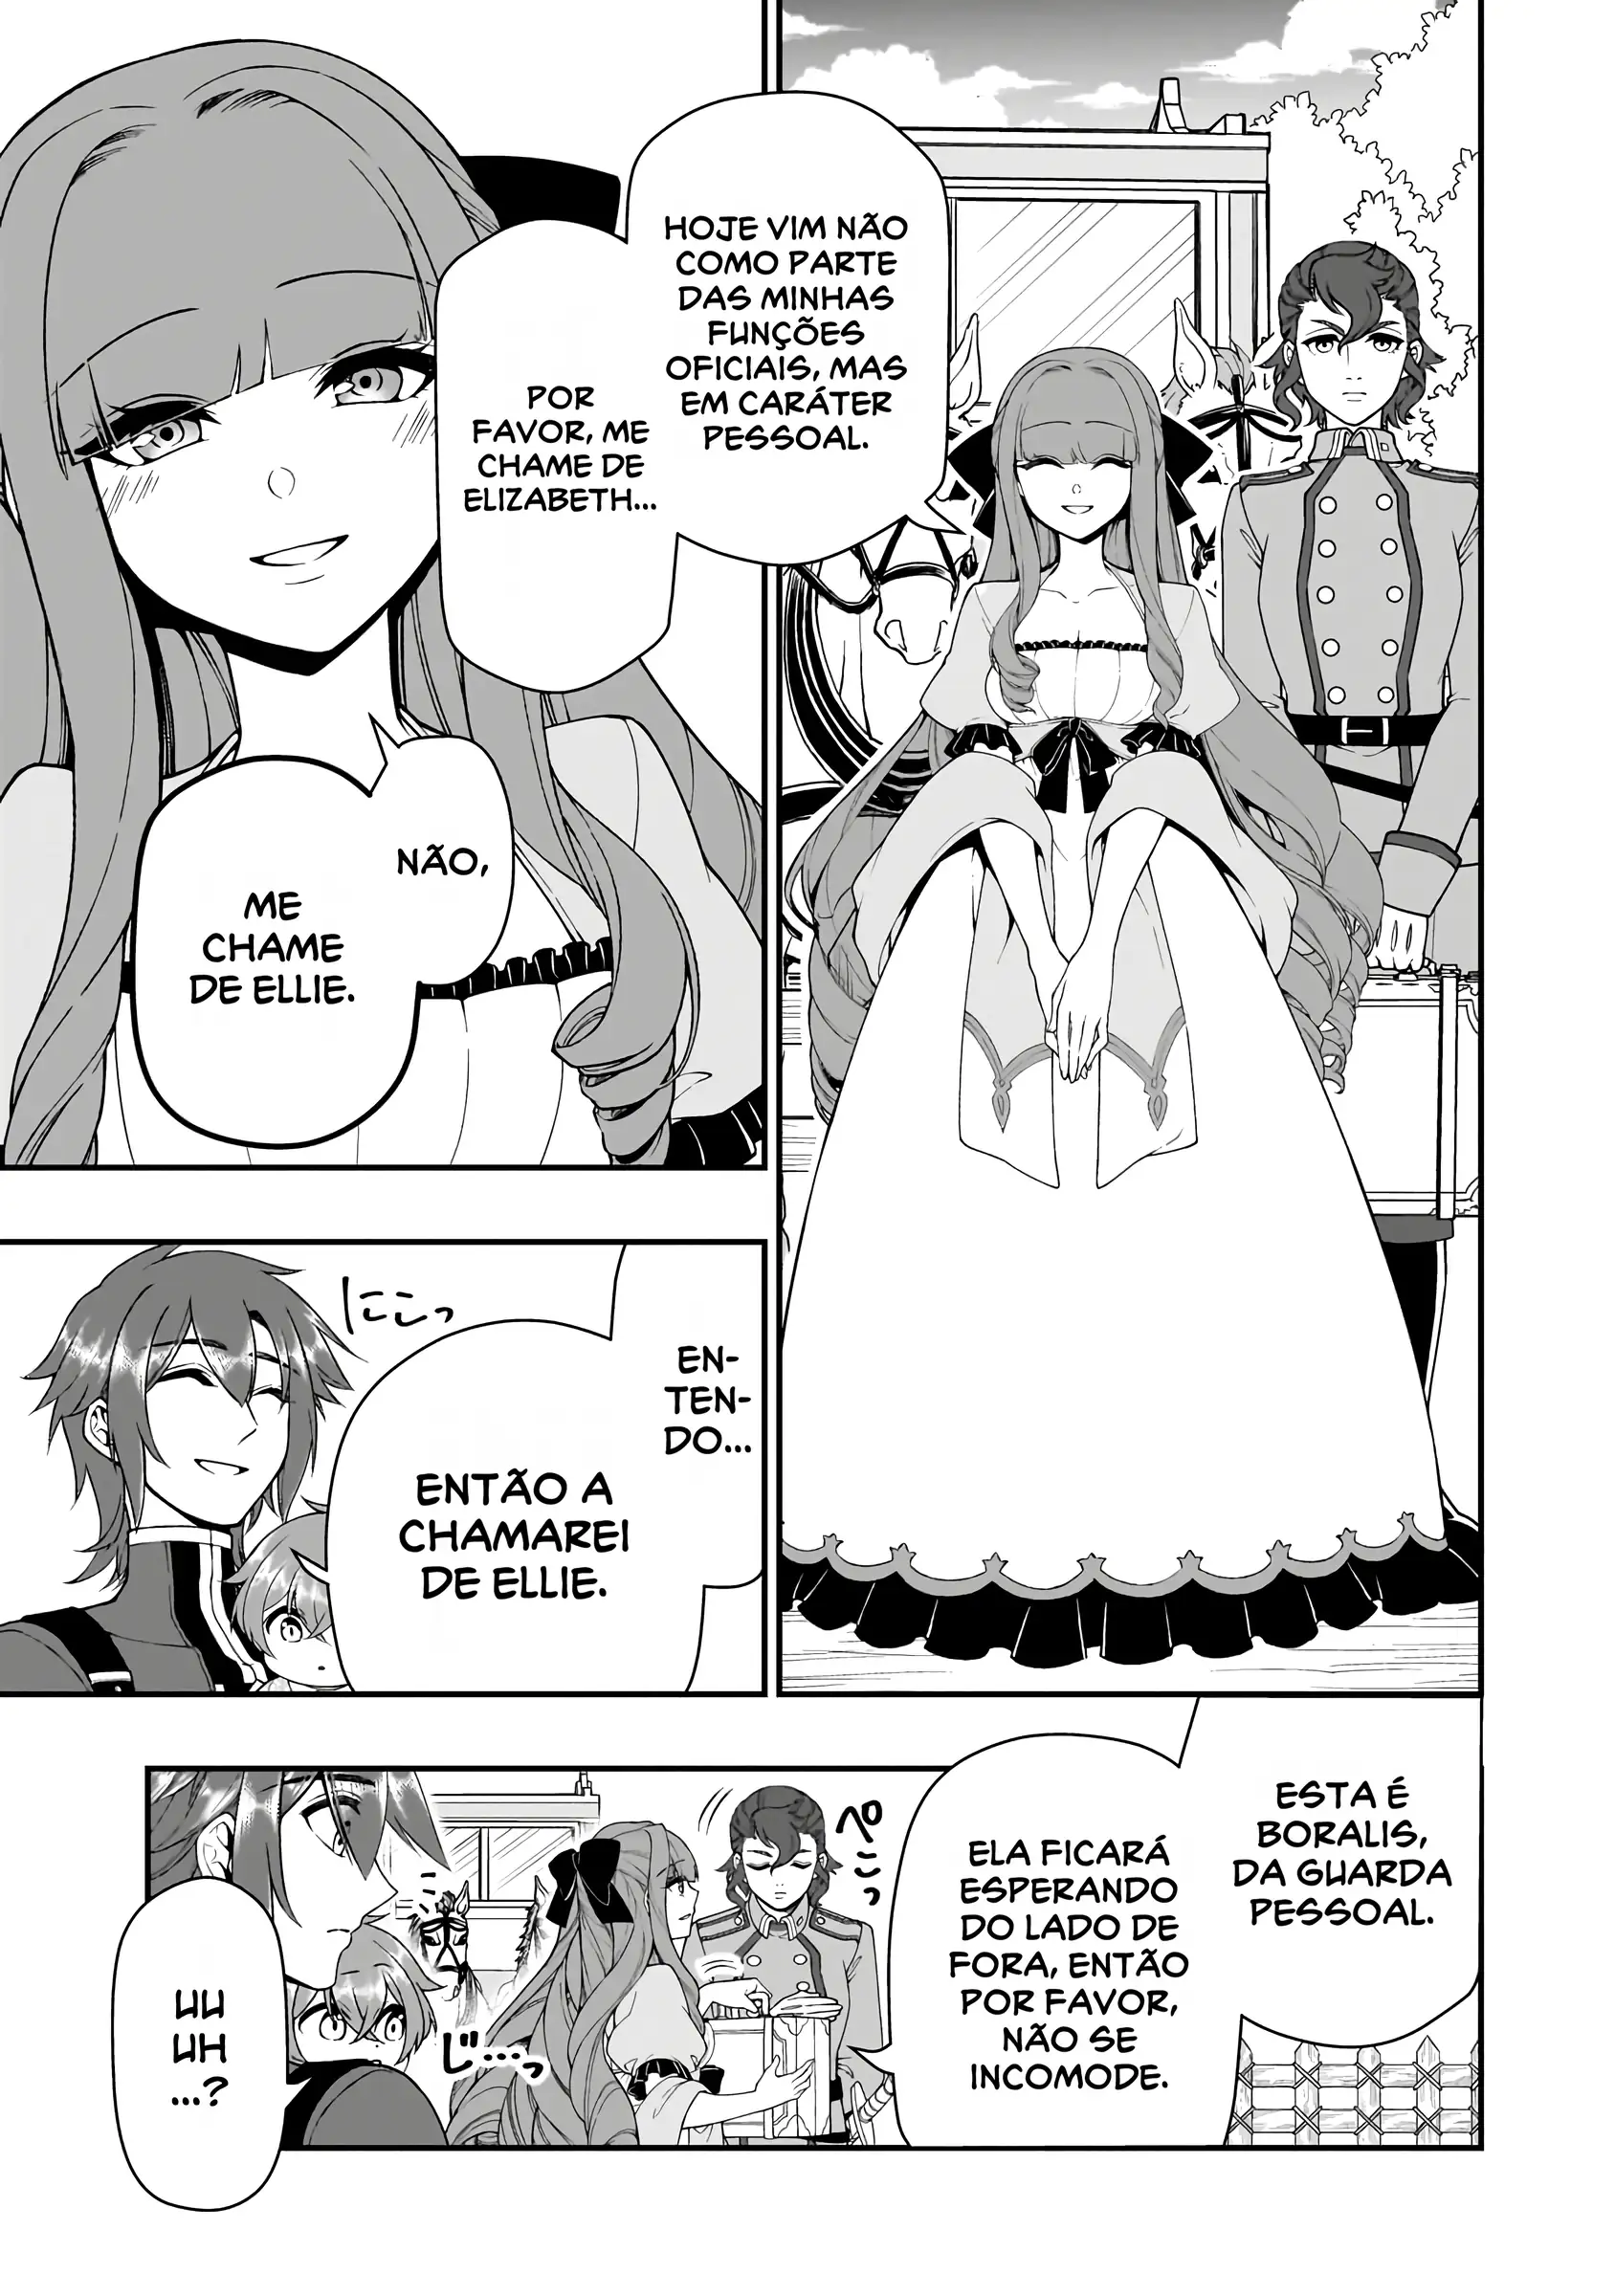 HOJE VIM NÃO
COMO PARTE
DAS MINHAS
FUNÇÕES
OFICIAIS, MAS
EM CARÁTER
PESSOAL.
POR
FAVOR, ME
CHAME DE
ELIZABETH...
NÃO,
ME
CHAME
DE ELLIE.
にこっ
EN-
TEN-
DO...
ENTÃO A
CHAMAREI
DE ELLIE.
ESTA É
BORALIS,
DA GUARDA
PESSOAL.
ELA FICARÁ
ESPERANDO
DO LADO DE
FORA, ENTÃO
POR FAVOR,
NÃO SE
INCOMODE.
ぺこっ
じ…っ
UU
UH
...?